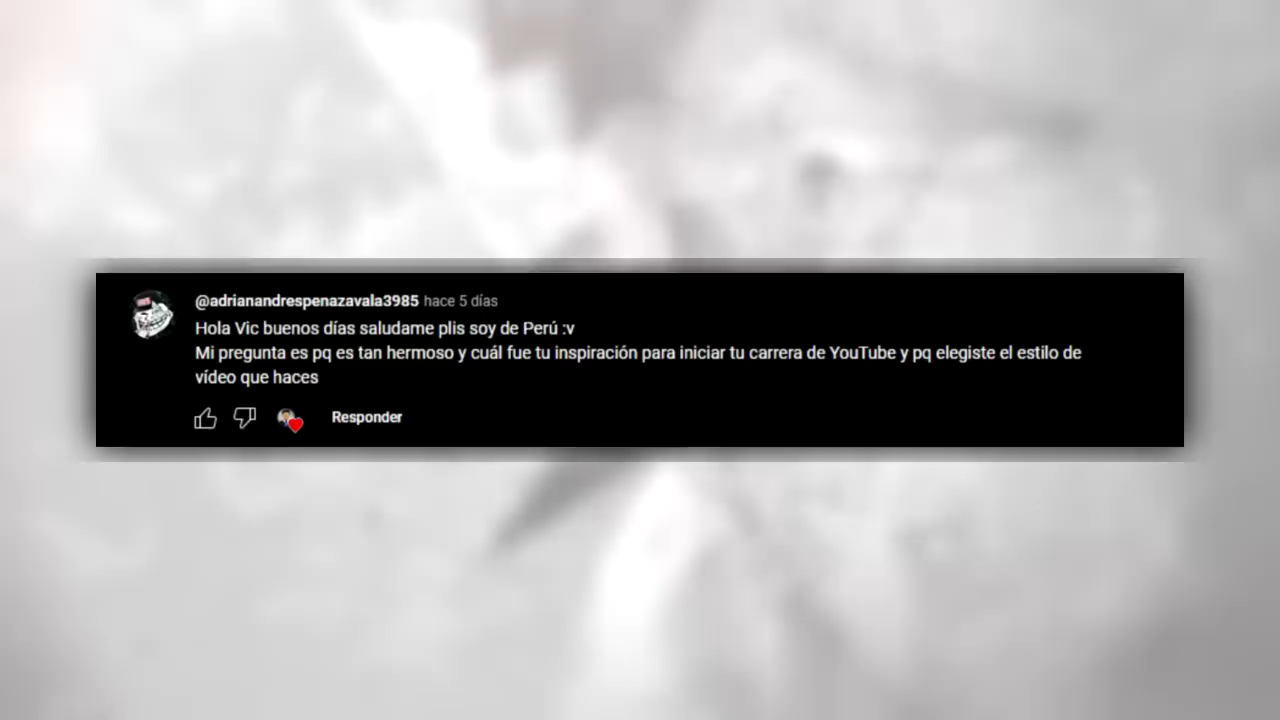 @adrianandrespenazavala3985 hace 5 días
Hola Vic buenos días saludame plis soy de Perú :v
Mi pregunta es pq es tan hermoso y cuál fue tu inspiración para iniciar tu carrera de YouTube y pq elegiste el estilo de
vídeo que haces
Responder